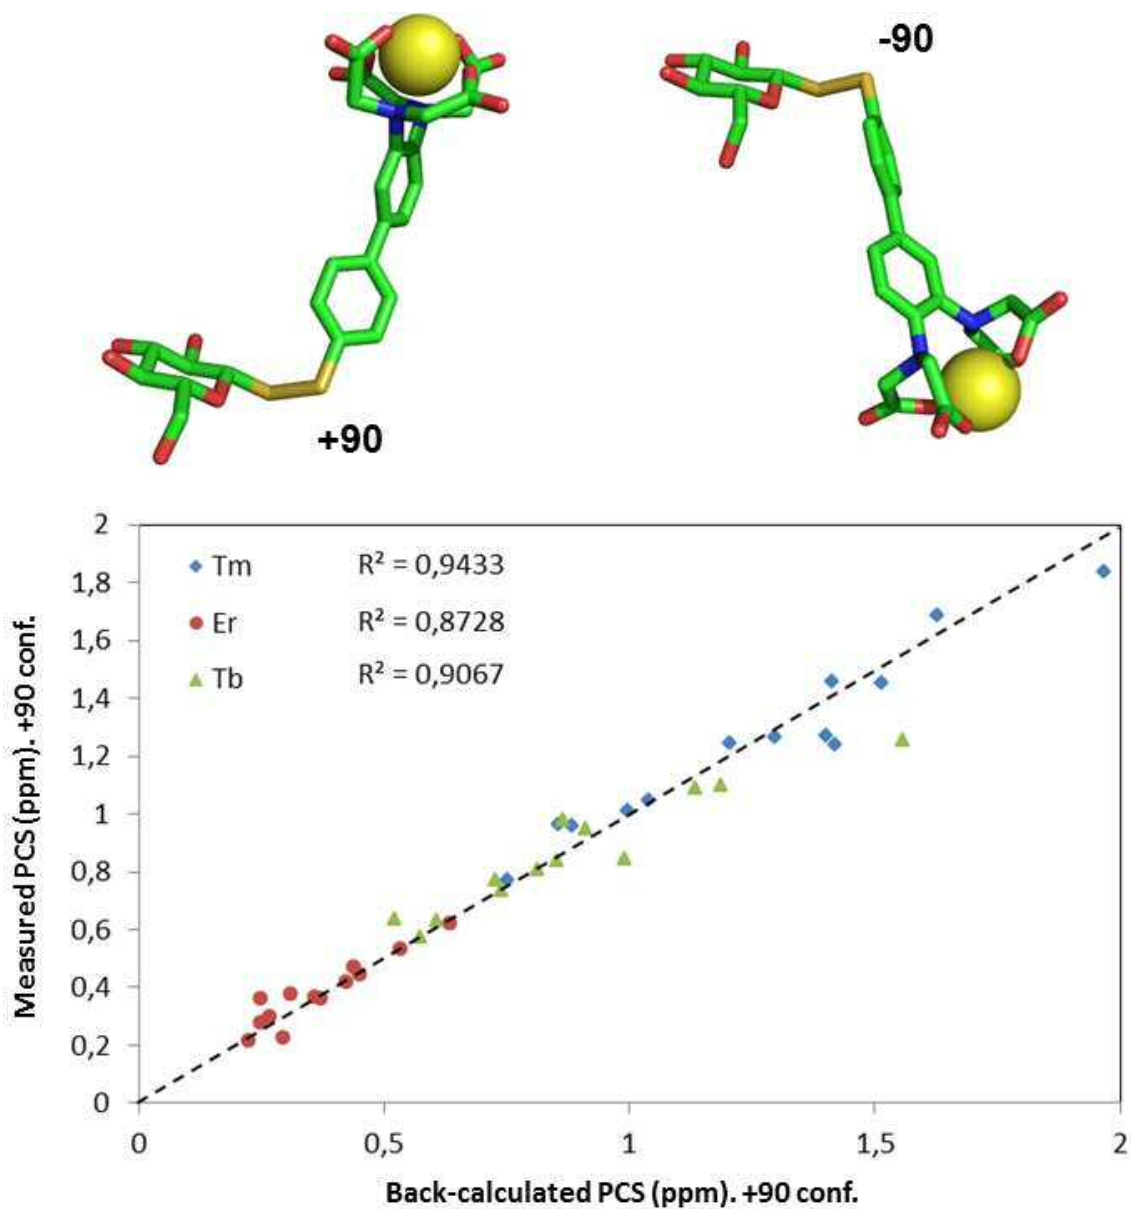 -90
+90
2
1,8
1,6
1,4
1,2
1
0,8
0,6
0,4
0,2
0
Tm R² = 0,9433
Er R² = 0,8728
Tb R² = 0,9067
Measured PCS (ppm). +90 conf.
0 0,5 1 1,5 2
Back-calculated PCS (ppm). +90 conf.